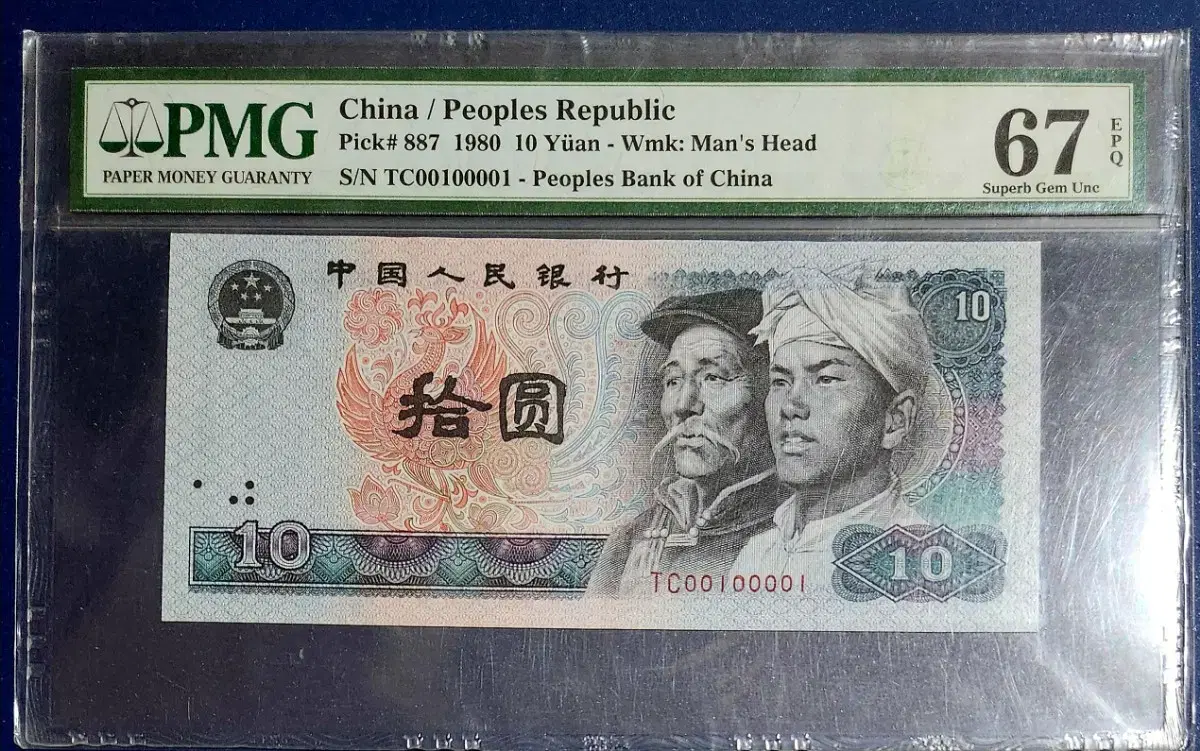 PMG
PAPER MONEY GUARANTY
China / Peoples Republic
Pick# 887 1980 10 Yüan - Wmk: Man's Head
S/N TC00100001 - Peoples Bank of China
67
EPQ
Superb Gem Unc
中国人民银行
10
拾圆
10
TC00100001
10